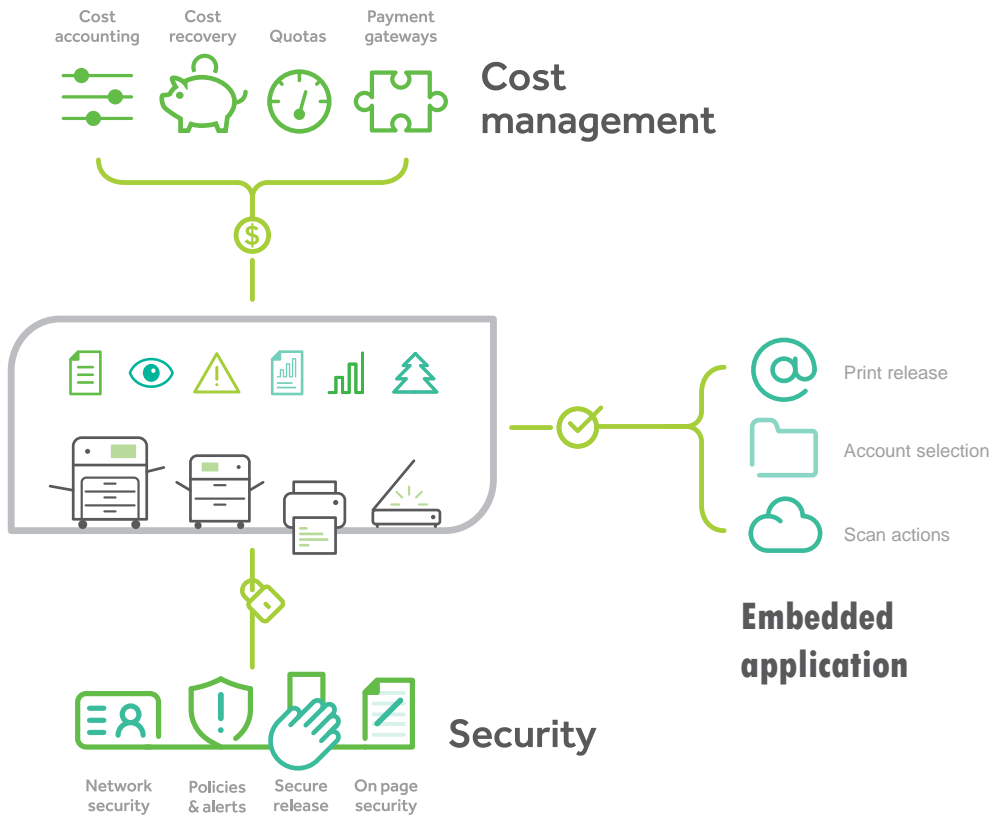 Cost
accounting
Cost
recovery
Quotas
Payment
gateways
Cost
management
$
Print release
Account selection
Scan actions
Embedded
application
Security
Network
security
Policies
& alerts
Secure
release
On page
security